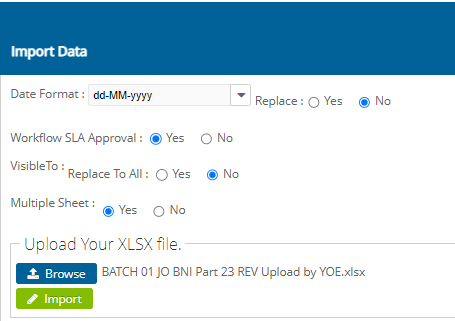 Import Data
Date Format : dd-MM-yyyy Replace : Yes No
Workflow SLA Approval : Yes No
VisibleTo : Replace To All : Yes No
Multiple Sheet : Yes No
Upload Your XLSX file.
Browse BATCH 01 JO BNI Part 23 REV Upload by YOE.xlsx
Import